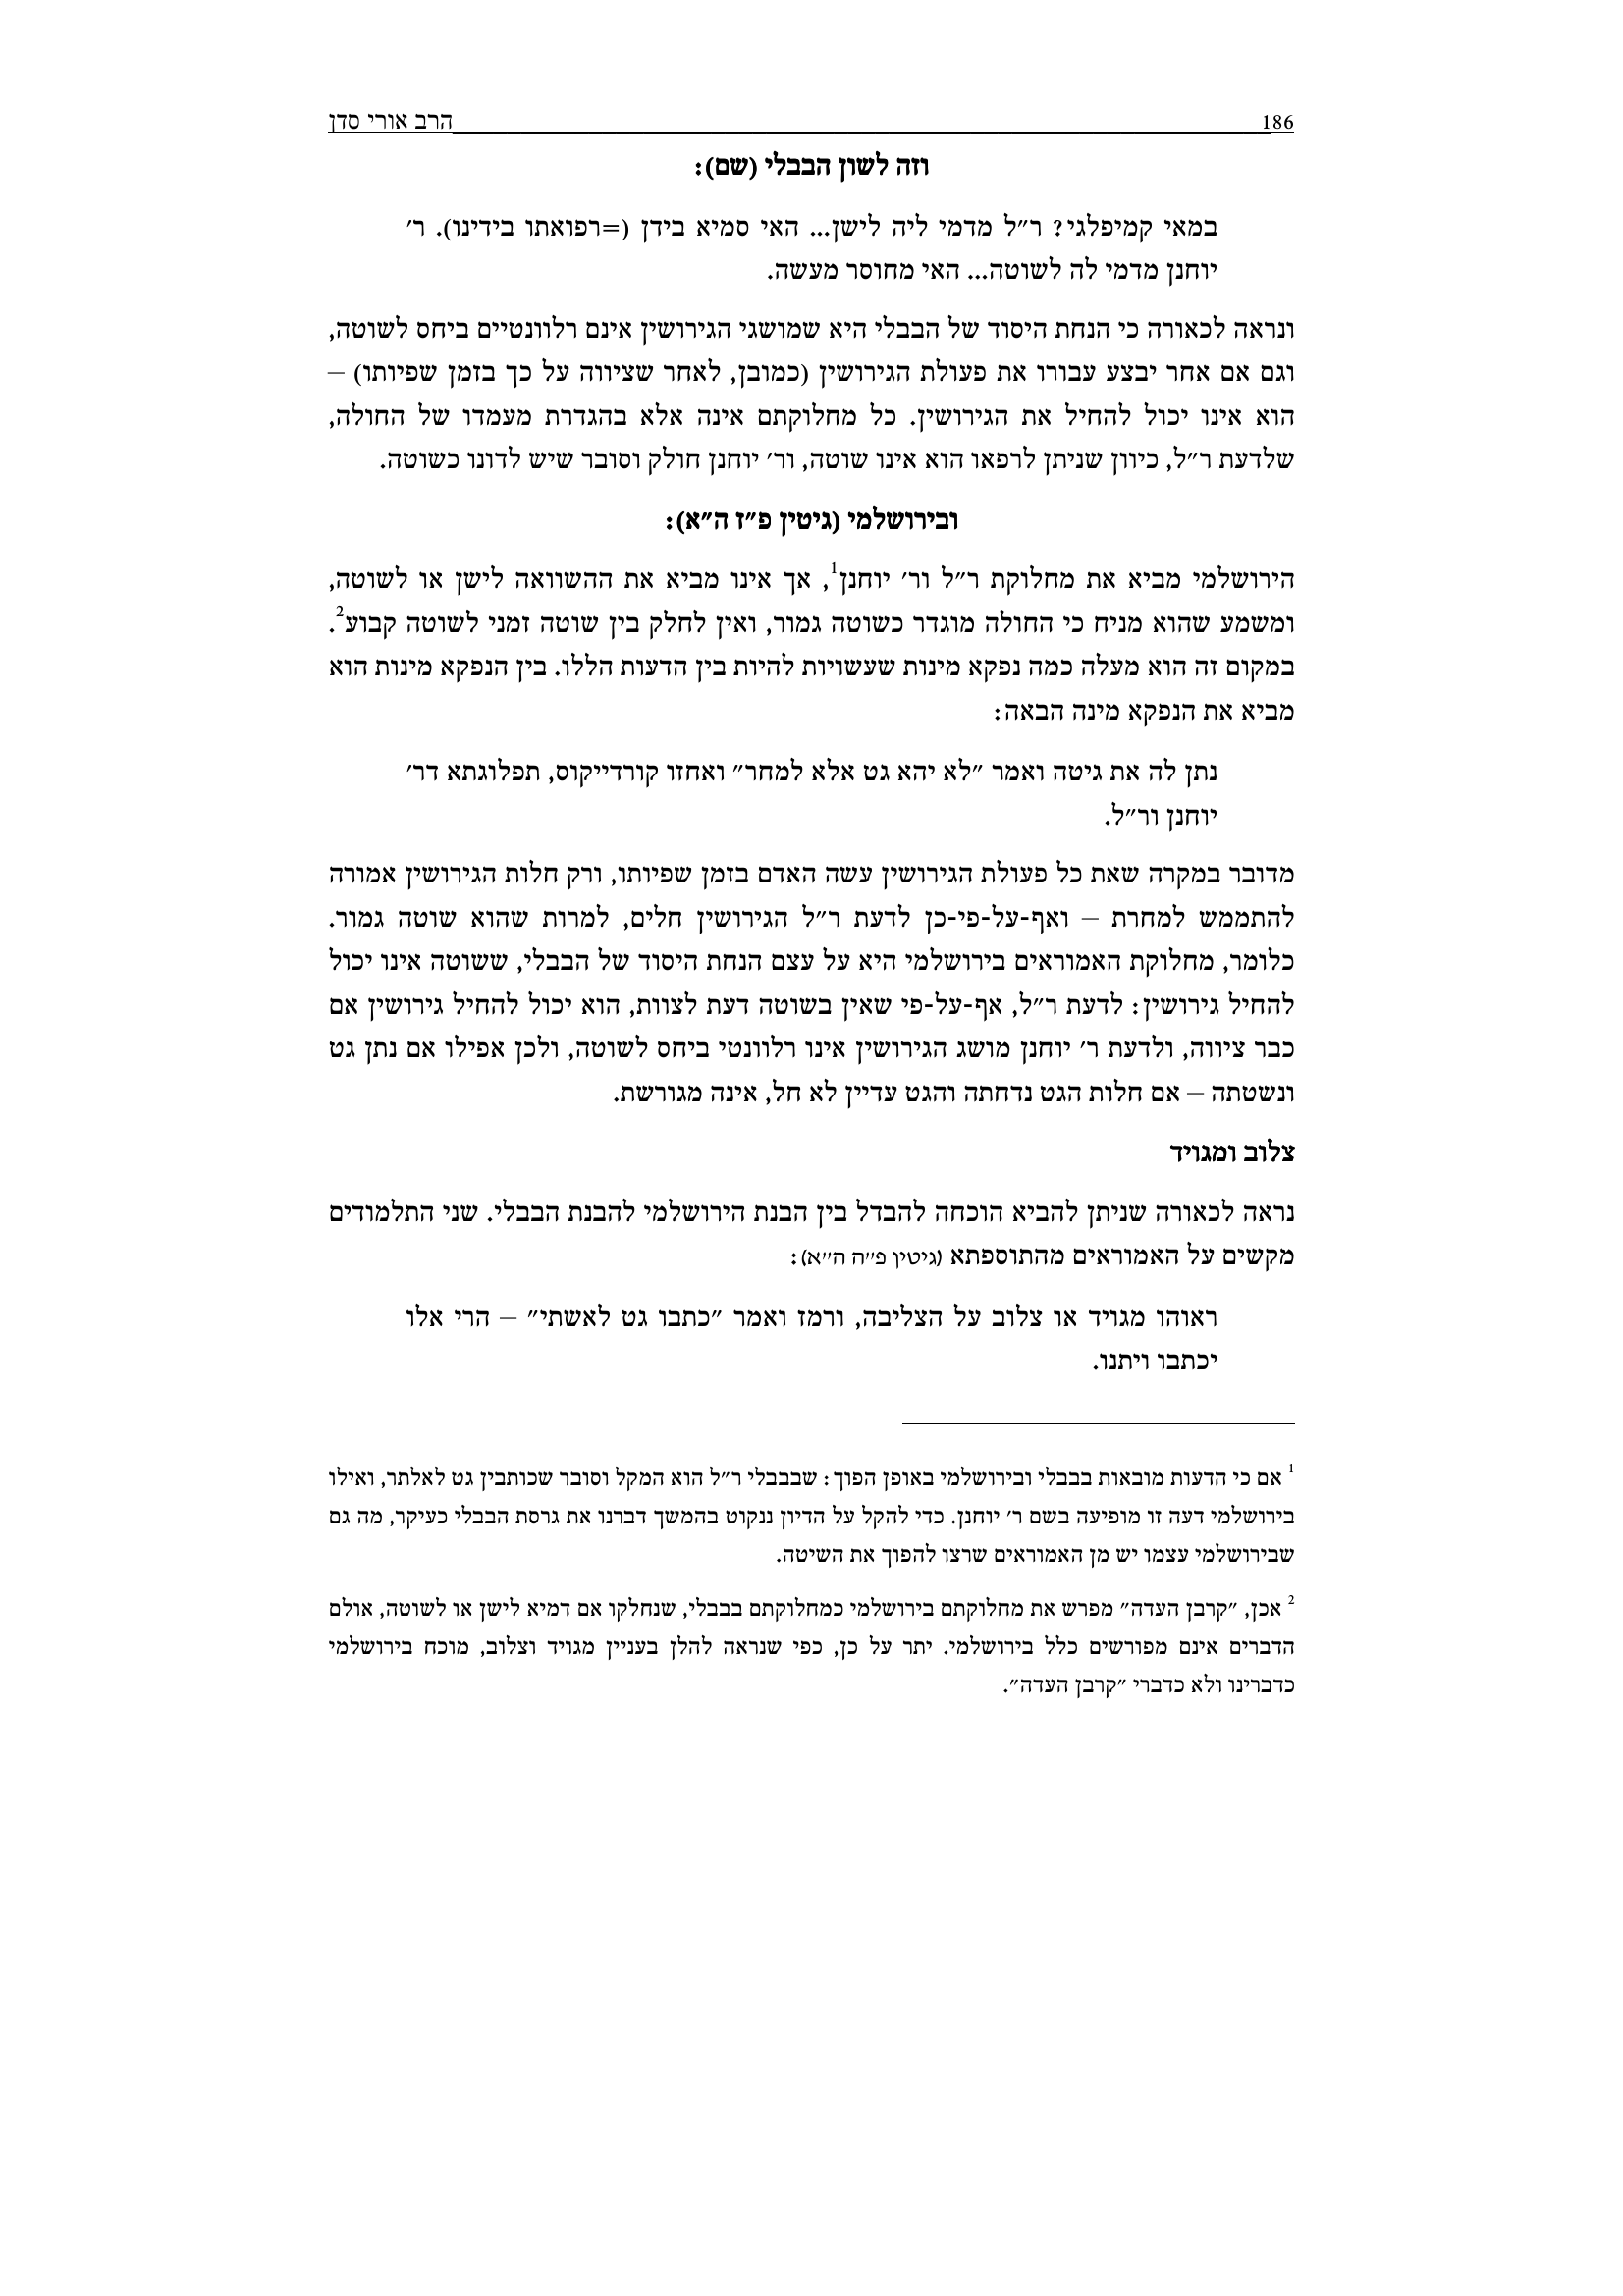 186 הרב אורי סדן
וזה לשון הבבלי (שם):
במאי קמיפלגי? ר״ל מדמי ליה לישן... האי סמיא בידן (=רפואתו בידינו). ר׳
יוחנן מדמי לה לשוטה... האי מחוסר מעשה.
ונראה לכאורה כי הנחת היסוד של הבבלי היא שמושגי הגירושין אינם רלוונטיים ביחס לשוטה,
וגם אם אחר יבצע עבורו את פעולת הגירושין (כמובן, לאחר שציווה על כך בזמן שפיותו) –
הוא אינו יכול להחיל את הגירושין. כל מחלוקתם אינה אלא בהגדרת מעמדו של החולה,
שלדעת ר״ל, כיוון שניתן לרפאו הוא אינו שוטה, ור׳ יוחנן חולק וסובר שיש לדונו כשוטה.
ובירושלמי (גיטין פ״ז ה״א):
הירושלמי מביא את מחלוקת ר״ל ור׳ יוחנן1, אך אינו מביא את ההשוואה לישן או לשוטה,
ומשמע שהוא מניח כי החולה מוגדר כשוטה גמור, ואין לחלק בין שוטה זמני לשוטה קבוע2.
במקום זה הוא מעלה כמה נפקא מינות שעשויות להיות בין הדעות הללו. בין הנפקא מינות הוא
מביא את הנפקא מינה הבאה:
נתן לה את גיטה ואמר ״לא יהא גט אלא למחר״ ואחזו קורדייקוס, תפלוגתא דר׳
יוחנן ור״ל.
מדובר במקרה שאת כל פעולת הגירושין עשה האדם בזמן שפיותו, ורק חלות הגירושין אמורה
להתממש למחרת – ואף-על-פי-כן לדעת ר״ל הגירושין חלים, למרות שהוא שוטה גמור.
כלומר, מחלוקת האמוראים בירושלמי היא על עצם הנחת היסוד של הבבלי, ששוטה אינו יכול
להחיל גירושין: לדעת ר״ל, אף-על-פי שאין בשוטה דעת לצוות, הוא יכול להחיל גירושין אם
כבר ציווה, ולדעת ר׳ יוחנן מושג הגירושין אינו רלוונטי ביחס לשוטה, ולכן אפילו אם נתן גט
ונשטתה – אם חלות הגט נדחתה והגט עדיין לא חל, אינה מגורשת.
צלוב ומגויד
נראה לכאורה שניתן להביא הוכחה להבדל בין הבנת הירושלמי להבנת הבבלי. שני התלמודים
מקשים על האמוראים מהתוספתא (גיטין פ״ה ה״א):
ראוהו מגויד או צלוב על הצליבה, ורמז ואמר ״כתבו גט לאשתי״ – הרי אלו
יכתבו ויתנו.
1 אם כי הדעות מובאות בבבלי ובירושלמי באופן הפוך: שבבבלי ר״ל הוא המקל וסובר שכותבין גט לאלתר, ואילו
בירושלמי דעה זו מופיעה בשם ר׳ יוחנן. כדי להקל על הדיון ננקוט בהמשך דברנו את גרסת הבבלי כעיקר, מה גם
שבירושלמי עצמו יש מן האמוראים שרצו להפוך את השיטה.
2 אכן, ״קרבן העדה״ מפרש את מחלוקתם בירושלמי כמחלוקתם בבבלי, שנחלקו אם דמיא לישן או לשוטה, אולם
הדברים אינם מפורשים כלל בירושלמי. יתר על כן, כפי שנראה להלן בעניין מגויד וצלוב, מוכח בירושלמי
כדברינו ולא כדברי ״קרבן העדה״.